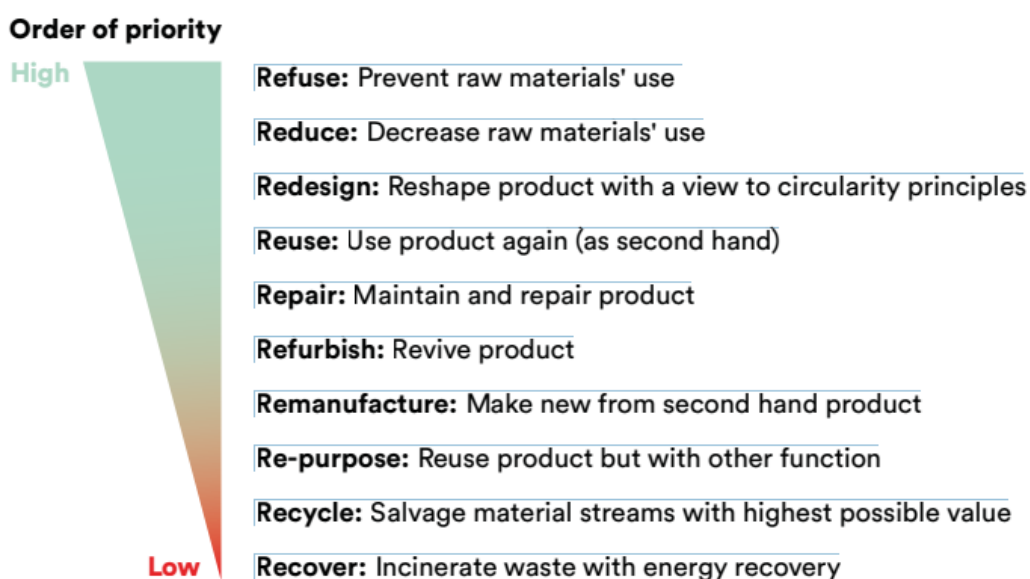 Order of priority
High
Refuse: Prevent raw materials' use
Reduce: Decrease raw materials' use
Redesign: Reshape product with a view to circularity principles
Reuse: Use product again (as second hand)
Repair: Maintain and repair product
Refurbish: Revive product
Remanufacture: Make new from second hand product
Re-purpose: Reuse product but with other function
Recycle: Salvage material streams with highest possible value
Low
Recover: Incinerate waste with energy recovery